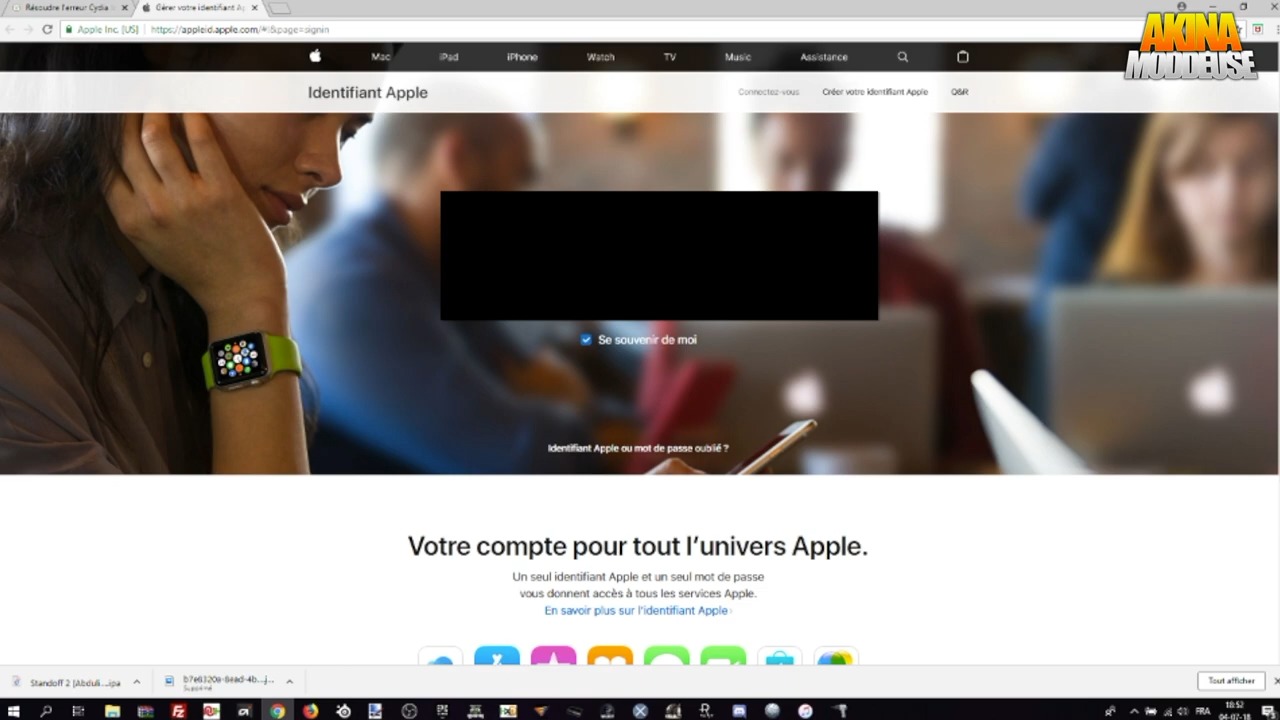 Résoudre l'erreur Cydia
Gérer votre identifiant Ap
Apple Inc. [US]
https://appleid.apple.com/#!&page=signin
AKINA
MODDEUSE
Mac
iPad
iPhone
Watch
TV
Music
Assistance
Identifiant Apple
Connectez-vous
Créer votre identifiant Apple
Q&R
Se souvenir de moi
Identifiant Apple ou mot de passe oublié ?
Votre compte pour tout l'univers Apple.
Un seul identifiant Apple et un seul mot de passe
vous donnent accès à tous les services Apple.
En savoir plus sur l'identifiant Apple ›
Standoff 2 [Abduli....ipa
b7e6320a-8ead-4b...j...
Supprimé
Tout afficher
FRA
18:52
04-07-18